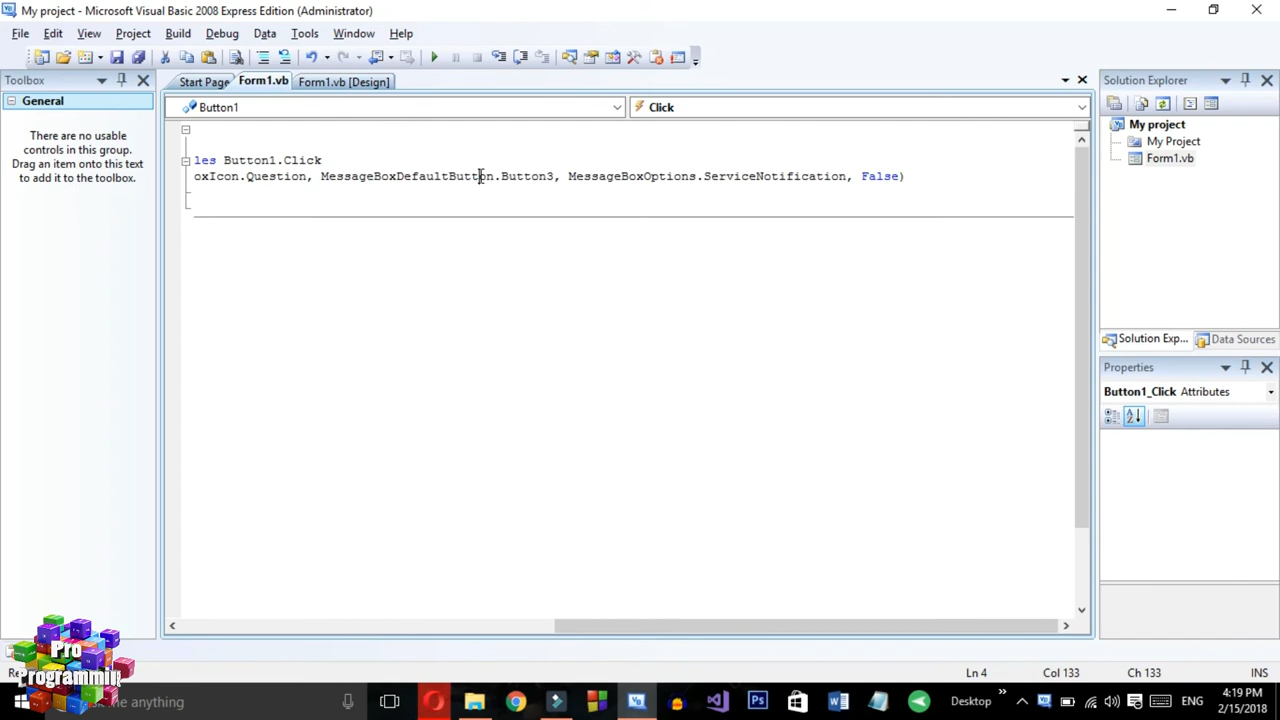 My project - Microsoft Visual Basic 2008 Express Edition (Administrator)
File Edit View Project Build Debug Data Tools Window Help
Toolbox
General
There are no usable
controls in this group.
Drag an item onto this text
to add it to the toolbox.
Start Page Form1.vb Form1.vb [Design]
Button1 Click
les Button1.Click
oxIcon.Question, MessageBoxDefaultButton.Button3, MessageBoxOptions.ServiceNotification, False)
Solution Explorer
My project
My Project
Form1.vb
Solution Exp... Data Sources
Properties
Button1_Click Attributes
Ln 4 Col 133 Ch 133 INS
Pro
Programmik
me anything
Desktop
ENG
4:19 PM
2/15/2018